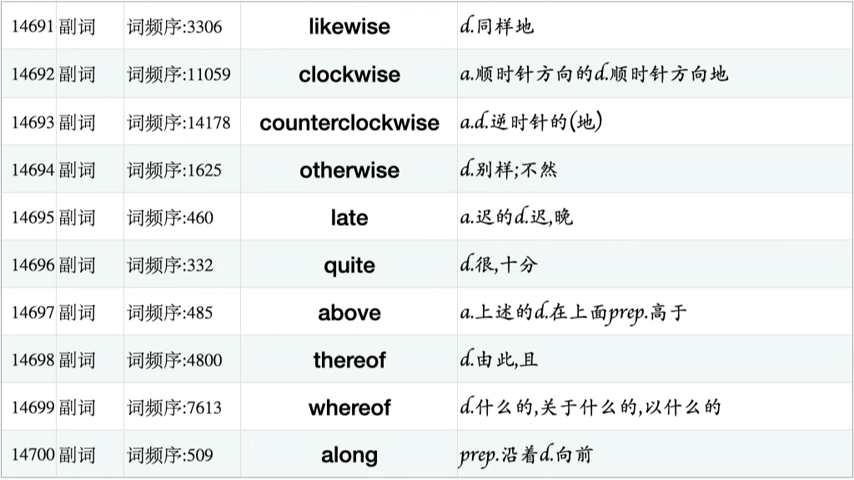 14691 副词 词频序:3306 likewise d.同样地
14692 副词 词频序:11059 clockwise a.顺时针方向的d.顺时针方向地
14693 副词 词频序:14178 counterclockwise a.d.逆时针的(地)
14694 副词 词频序:1625 otherwise d.别样;不然
14695 副词 词频序:460 late a.迟的d.迟,晚
14696 副词 词频序:332 quite d.很,十分
14697 副词 词频序:485 above a.上述的d.在上面prep.高于
14698 副词 词频序:4800 thereof d.由此,且
14699 副词 词频序:7613 whereof d.什么的,关于什么的,以什么的
14700 副词 词频序:509 along prep.沿着d.向前